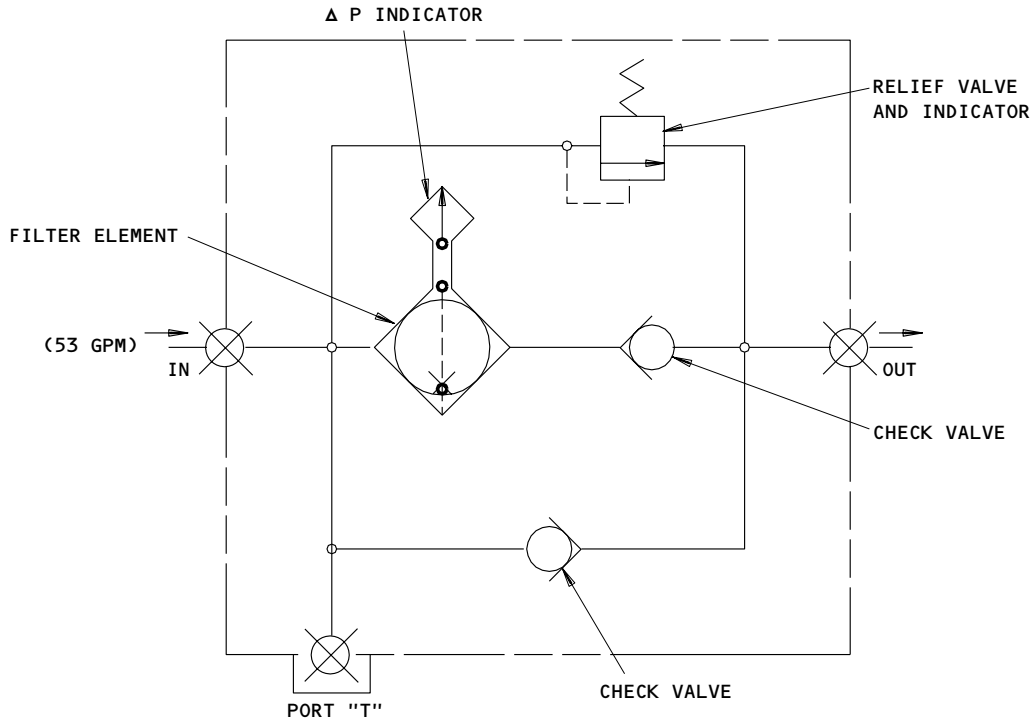 Δ P INDICATOR
RELIEF VALVE
AND INDICATOR
FILTER ELEMENT
(53 GPM)
IN
OUT
CHECK VALVE
CHECK VALVE
PORT "T"